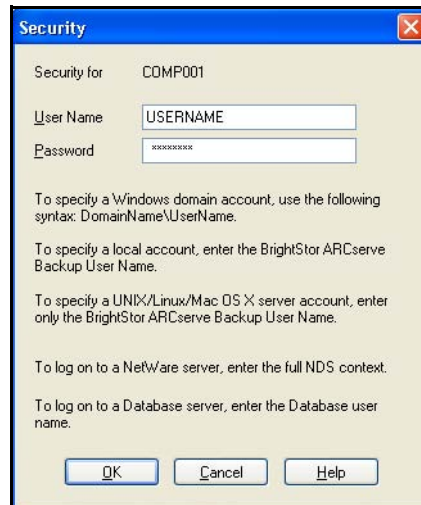 Security
Security for COMP001
User Name USERNAME
Password ********
To specify a Windows domain account, use the following
syntax: DomainName\UserName.
To specify a local account, enter the BrightStor ARCserve
Backup User Name.
To specify a UNIX/Linux/Mac OS X server account, enter
only the BrightStor ARCserve Backup User Name.
To log on to a NetWare server, enter the full NDS context.
To log on to a Database server, enter the Database user
name.
OK Cancel Help